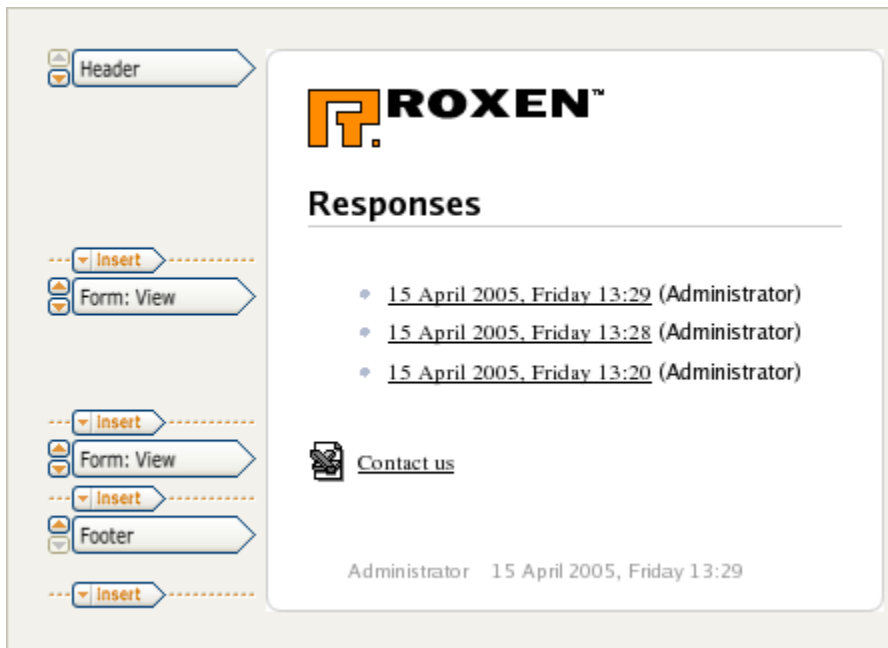 Header
ROXEN™
Responses
Insert
Form: View
15 April 2005, Friday 13:29 (Administrator)
15 April 2005, Friday 13:28 (Administrator)
15 April 2005, Friday 13:20 (Administrator)
Insert
Form: View
Contact us
Insert
Footer
Administrator 15 April 2005, Friday 13:29
Insert